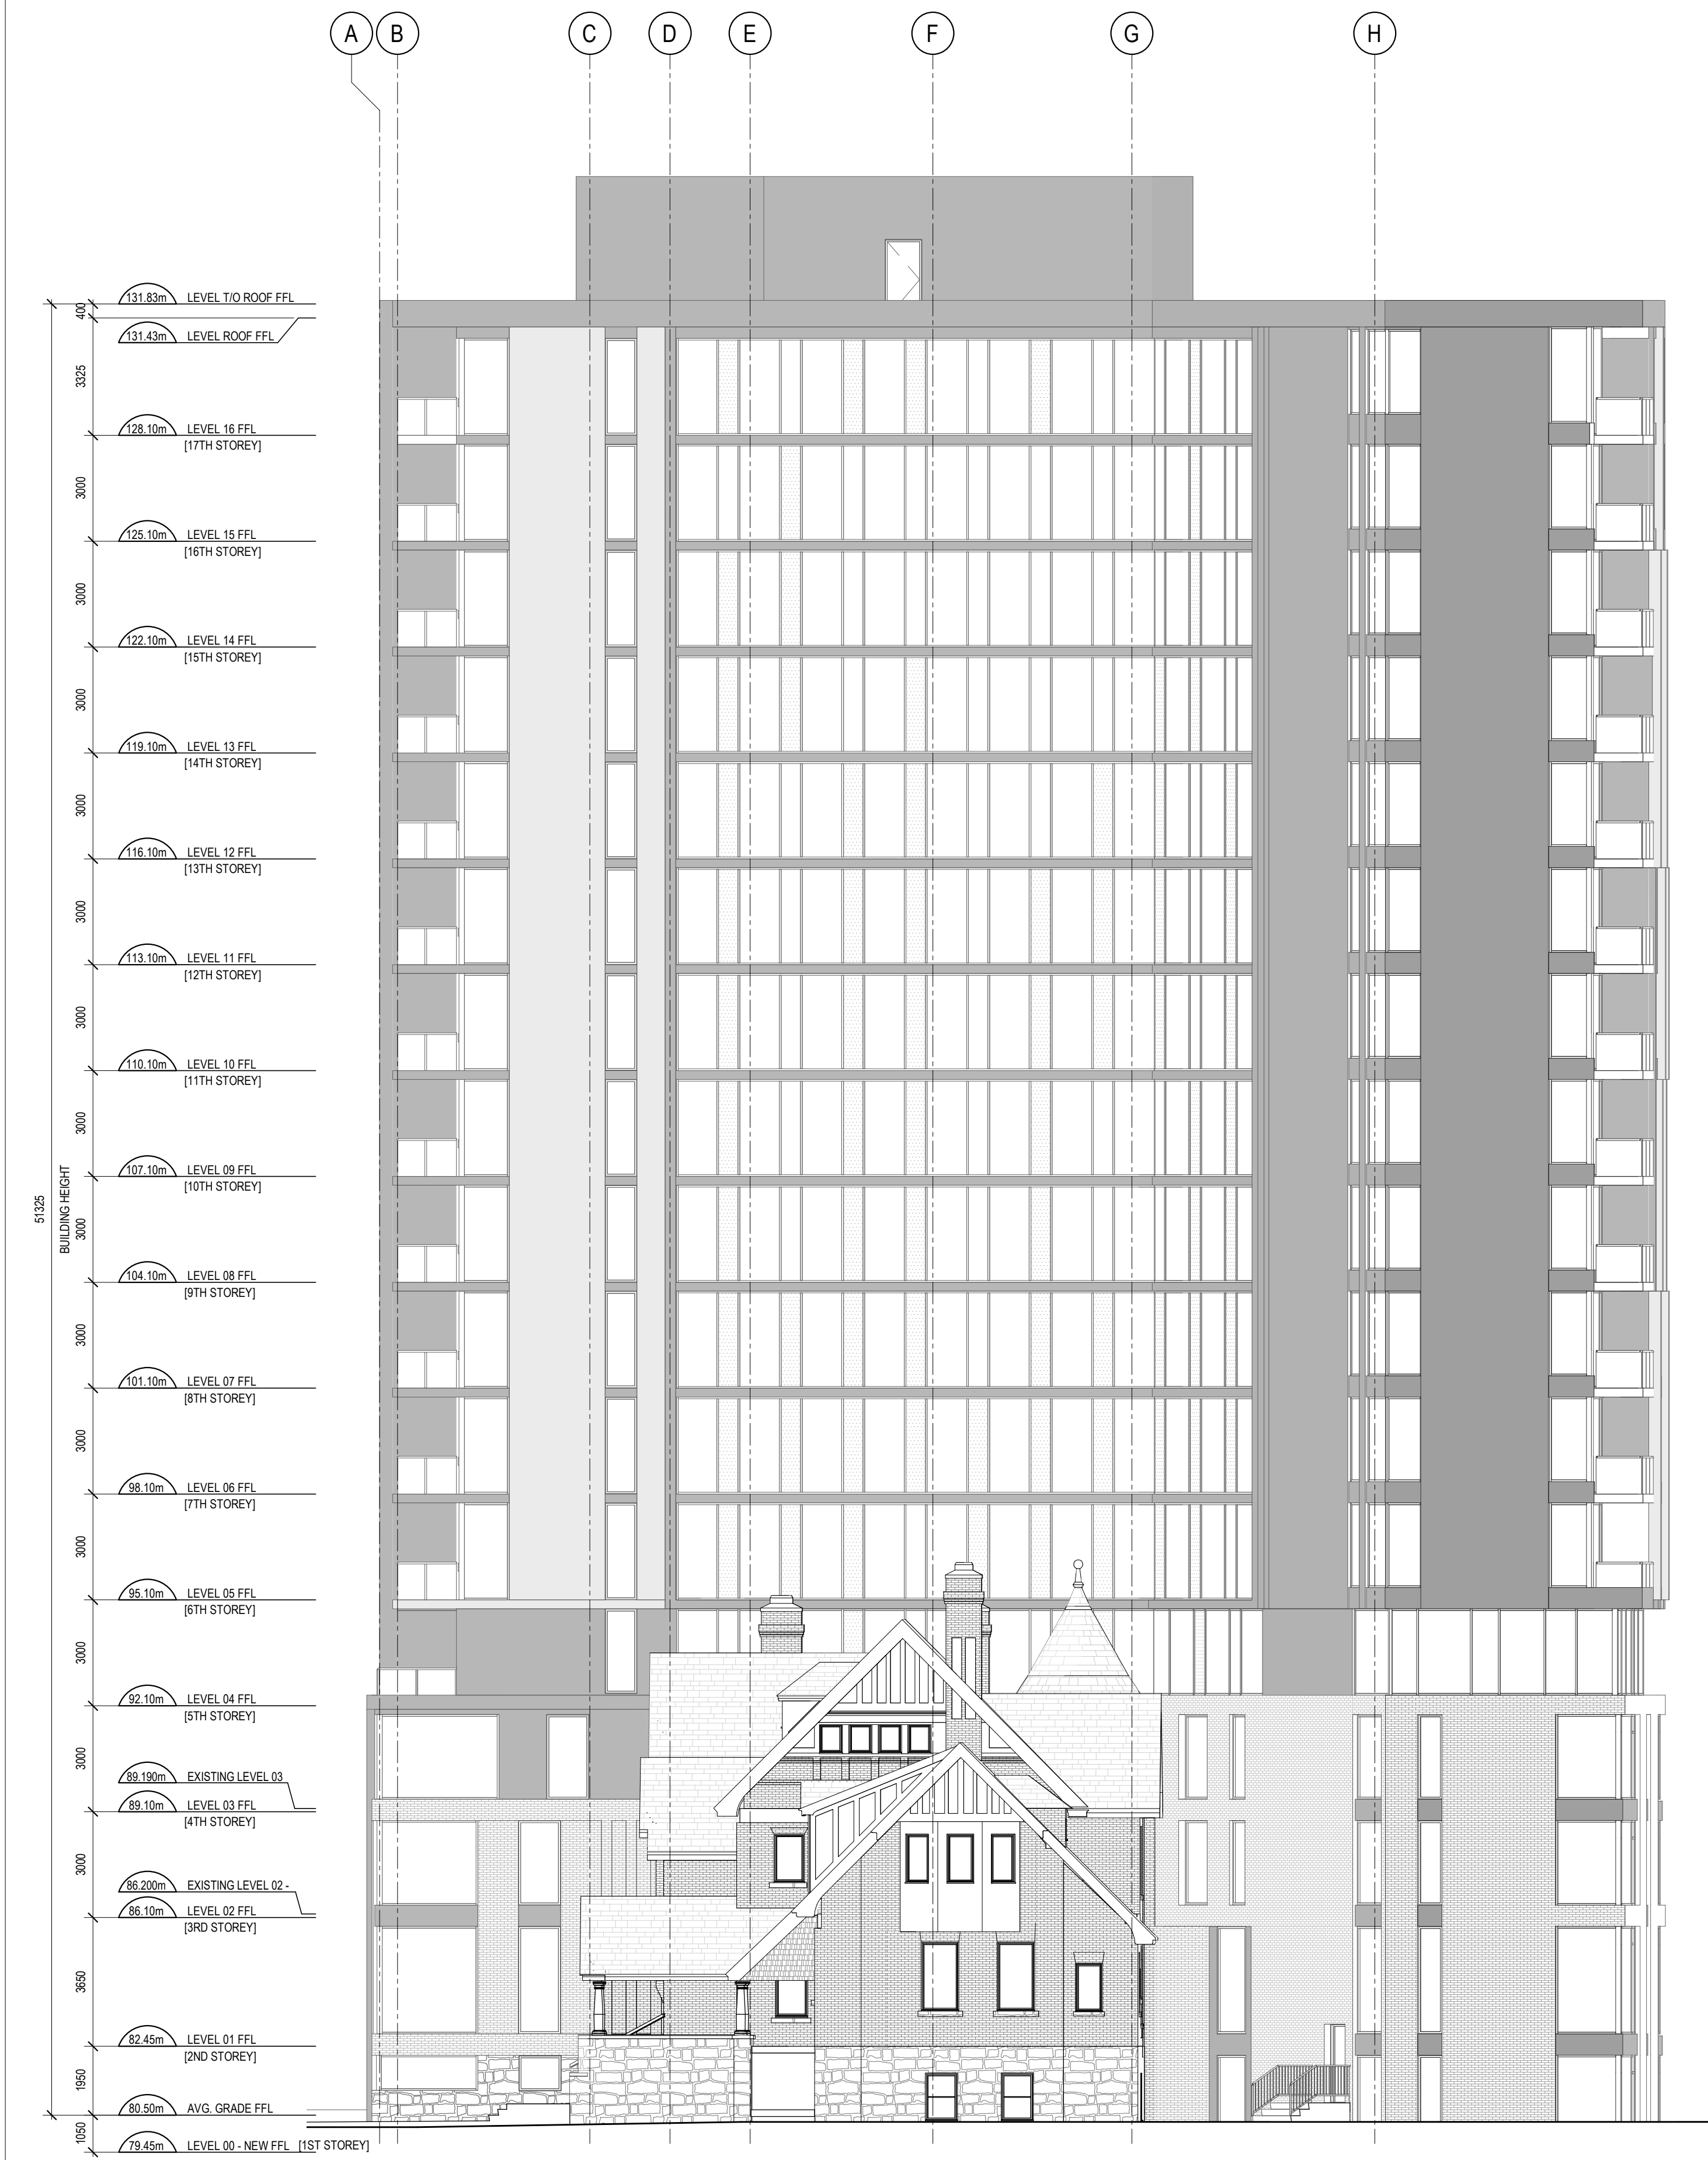 A B C D E F G H
131.83m LEVEL T/O ROOF FFL
400
131.43m LEVEL ROOF FFL
3325
128.10m LEVEL 16 FFL
[17TH STOREY]
3000
125.10m LEVEL 15 FFL
[16TH STOREY]
3000
122.10m LEVEL 14 FFL
[15TH STOREY]
3000
119.10m LEVEL 13 FFL
[14TH STOREY]
3000
116.10m LEVEL 12 FFL
[13TH STOREY]
3000
113.10m LEVEL 11 FFL
[12TH STOREY]
3000
110.10m LEVEL 10 FFL
[11TH STOREY]
3000
107.10m LEVEL 09 FFL
[10TH STOREY]
51325
BUILDING HEIGHT
3000
104.10m LEVEL 08 FFL
[9TH STOREY]
3000
101.10m LEVEL 07 FFL
[8TH STOREY]
3000
98.10m LEVEL 06 FFL
[7TH STOREY]
3000
95.10m LEVEL 05 FFL
[6TH STOREY]
3000
92.10m LEVEL 04 FFL
[5TH STOREY]
3000
89.190m EXISTING LEVEL 03
89.10m LEVEL 03 FFL
[4TH STOREY]
3000
86.200m EXISTING LEVEL 02 -
86.10m LEVEL 02 FFL
[3RD STOREY]
3650
82.45m LEVEL 01 FFL
[2ND STOREY]
1950
80.50m AVG. GRADE FFL
1050
79.45m LEVEL 00 - NEW FFL [1ST STOREY]